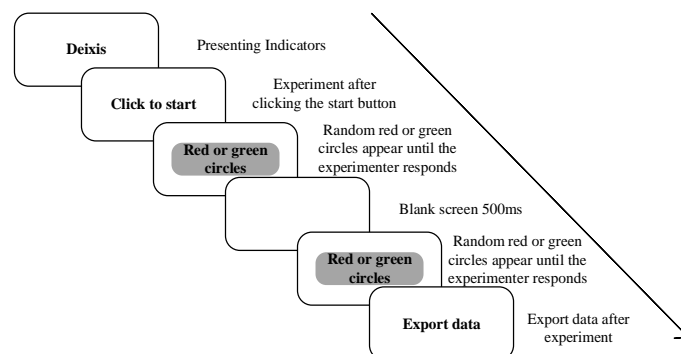 Deixis
Presenting Indicators
Click to start
Experiment after
clicking the start button
Red or green
circles
Random red or green
circles appear until the
experimenter responds
Blank screen 500ms
Red or green
circles
Random red or green
circles appear until the
experimenter responds
Export data
Export data after
experiment